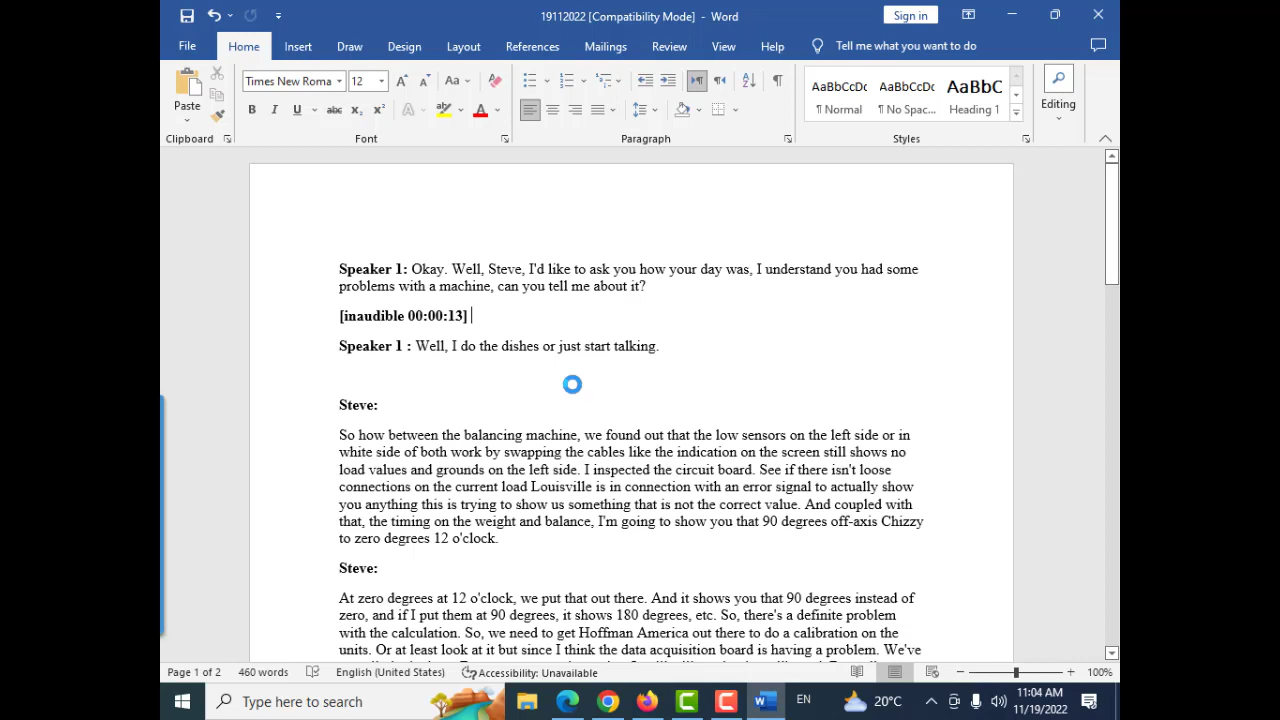 19112022 [Compatibility Mode] - Word
Sign in
File Home Insert Draw Design Layout References Mailings Review View Help Tell me what you want to do
Paste
Clipboard
Times New Roma 12
Font
Paragraph
AaBbCcDc AaBbCcDc AaBbC
¶ Normal ¶ No Spac... Heading 1
Styles
Editing
Speaker 1: Okay. Well, Steve, I'd like to ask you how your day was, I understand you had some
problems with a machine, can you tell me about it?
[inaudible 00:00:13]
Speaker 1 : Well, I do the dishes or just start talking.
Steve:
So how between the balancing machine, we found out that the low sensors on the left side or in
white side of both work by swapping the cables like the indication on the screen still shows no
load values and grounds on the left side. I inspected the circuit board. See if there isn't loose
connections on the current load Louisville is in connection with an error signal to actually show
you anything this is trying to show us something that is not the correct value. And coupled with
that, the timing on the weight and balance, I'm going to show you that 90 degrees off-axis Chizzy
to zero degrees 12 o'clock.
Steve:
At zero degrees at 12 o'clock, we put that out there. And it shows you that 90 degrees instead of
zero, and if I put them at 90 degrees, it shows 180 degrees, etc. So, there's a definite problem
with the calculation. So, we need to get Hoffman America out there to do a calibration on the
units. Or at least look at it but since I think the data acquisition board is having a problem. We've
Page 1 of 2 460 words English (United States) Accessibility: Unavailable 100%
Type here to search
20°C
EN
11:04 AM
11/19/2022